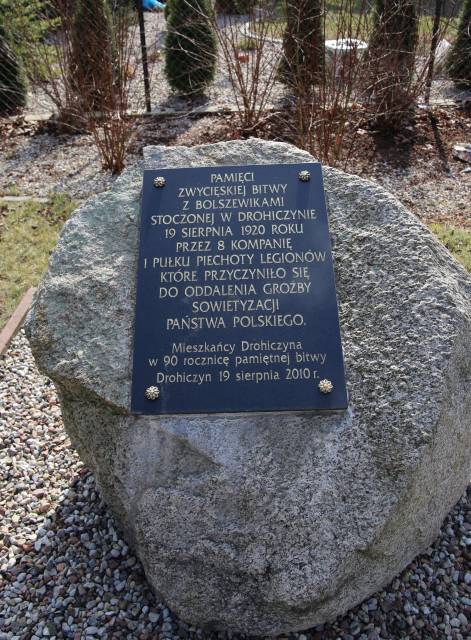 PAMIĘCI
ZWYCIĘSKIEJ BITWY
Z BOLSZEWIKAMI
STOCZONEJ W DROHICZYNIE
19 SIERPNIA 1920 ROKU
PRZEZ 8 KOMPANIĘ
I PUŁKU PIECHOTY LEGIONÓW
KTÓRE PRZYCZYNIŁO SIĘ
DO ODDALENIA GROŹBY
SOWIETYZACJI
PAŃSTWA POLSKIEGO.
Mieszkańcy Drohiczyna
w 90 rocznicę pamiętnej bitwy
Drohiczyn 19 sierpnia 2010 r.